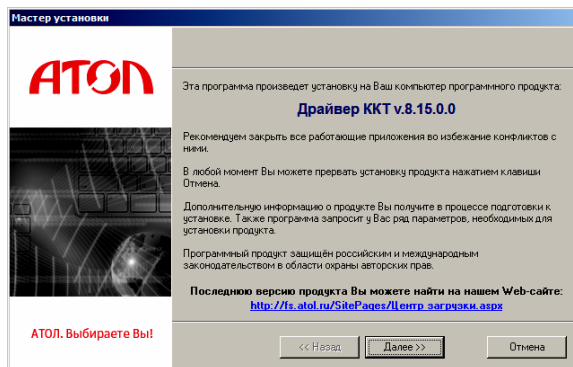 Мастер установки
АТОЛ
Эта программа произведет установку на Ваш компьютер программного продукта:
Драйвер ККТ v.8.15.0.0
Рекомендуем закрыть все работающие приложения во избежание конфликтов с
ними.
В любой момент Вы можете прервать установку продукта нажатием клавиши
Отмена.
Дополнительную информацию о продукте Вы получите в процессе подготовки к
установке. Также программа запросит у Вас ряд параметров, необходимых для
установки продукта.
Программный продукт защищён российским и международным
законодательством в области охраны авторских прав.
Последнюю версию продукта Вы можете найти на нашем Web-сайте:
http://fs.atol.ru/SitePages/Центр загрузки.aspx
АТОЛ. Выбираете Вы!
<< Назад
Далее >>
Отмена